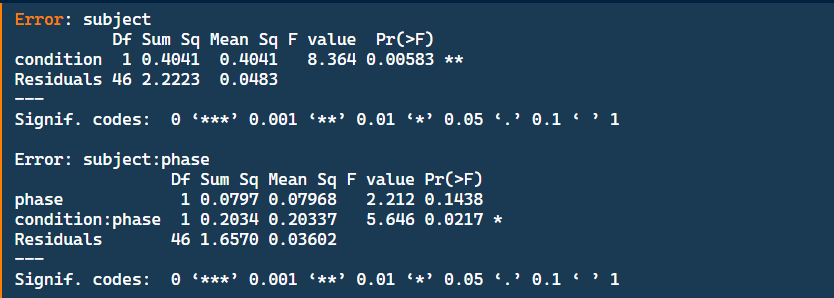 Error: subject
          Df Sum Sq Mean Sq F value  Pr(>F)
condition  1 0.4041  0.4041   8.364 0.00583 **
Residuals 46 2.2223  0.0483
---
Signif. codes:  0 ‘***’ 0.001 ‘**’ 0.01 ‘*’ 0.05 ‘.’ 0.1 ‘ ’ 1

Error: subject:phase
                Df Sum Sq Mean Sq F value Pr(>F)
phase            1 0.0797 0.07968   2.212 0.1438
condition:phase  1 0.2034 0.20337   5.646 0.0217 *
Residuals       46 1.6570 0.03602
---
Signif. codes:  0 ‘***’ 0.001 ‘**’ 0.01 ‘*’ 0.05 ‘.’ 0.1 ‘ ’ 1